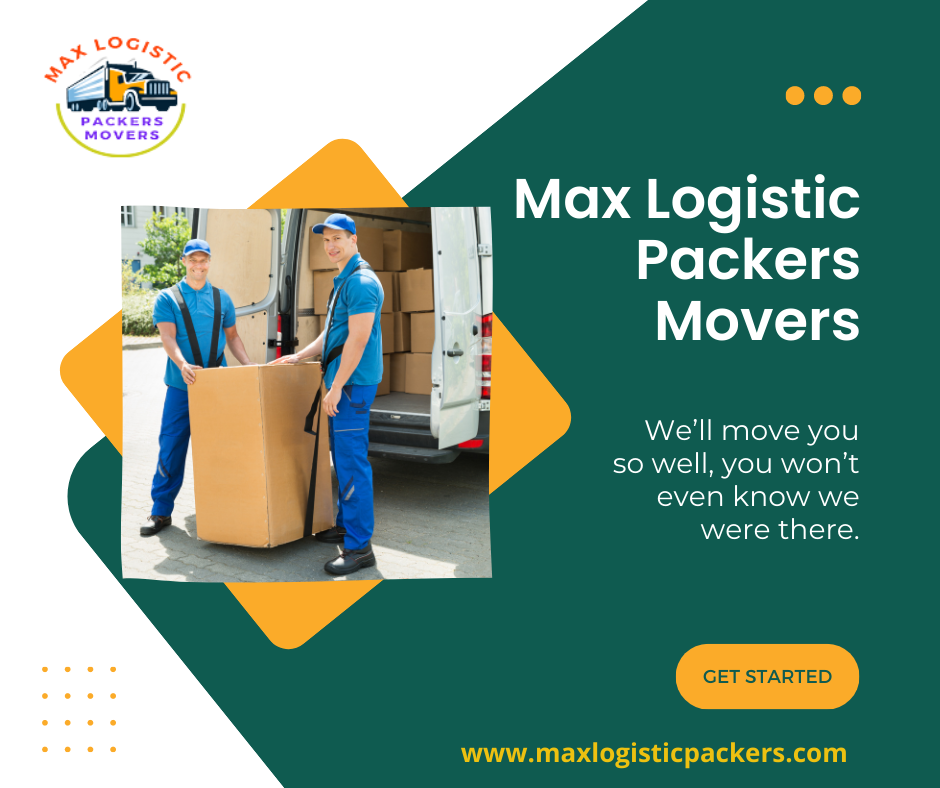 MAX LOGISTIC
PACKERS
MOVERS
Max Logistic
Packers
Movers
We’ll move you
so well, you won’t
even know we
were there.
GET STARTED
www.maxlogisticpackers.com